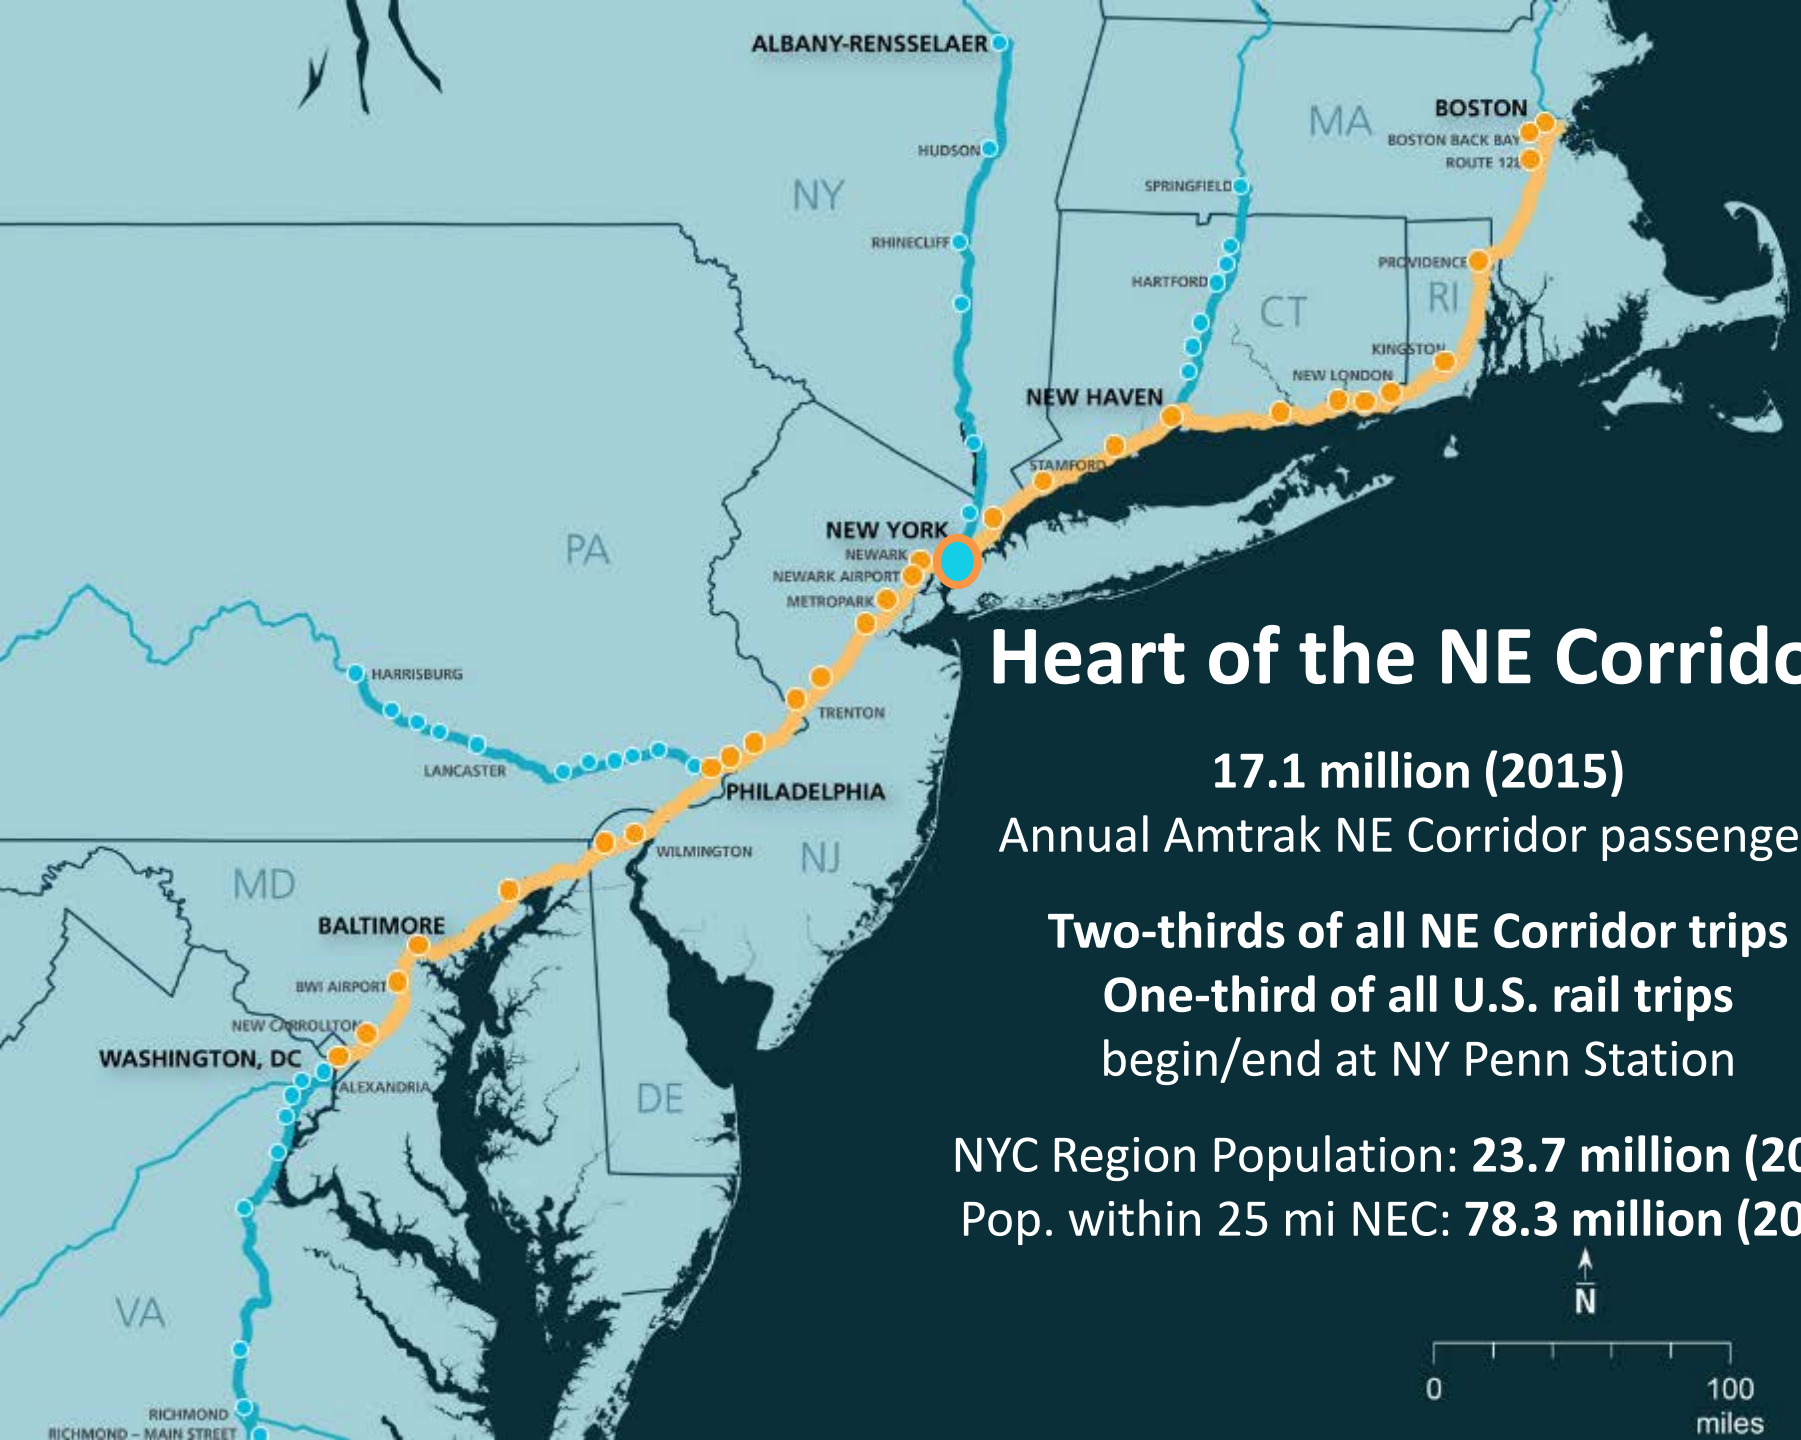 ALBANY-RENSSELAER
BOSTON
MA
BOSTON BACK BAY
HUDSON
ROUTE 128
NY
SPRINGFIELD
RHINECLIFF
PROVIDENCE
HARTFORD
CT
RI
KINGSTON
NEW LONDON
NEW HAVEN
STAMFORD
NEW YORK
PA
NEWARK
NEWARK AIRPORT
METROPARK
Heart of the NE Corrido
HARRISBURG
TRENTON
LANCASTER
17.1 million (2015)
PHILADELPHIA
Annual Amtrak NE Corridor passenge
WILMINGTON
NJ
MD
BALTIMORE
Two-thirds of all NE Corridor trips
BWI AIRPORT
One-third of all U.S. rail trips
NEW CARROLLTON
WASHINGTON, DC
begin/end at NY Penn Station
ALEXANDRIA
DE
NYC Region Population: 23.7 million (20
Pop. within 25 mi NEC: 78.3 million (20
N
VA
0
100
miles
RICHMOND
RICHMOND – MAIN STREET